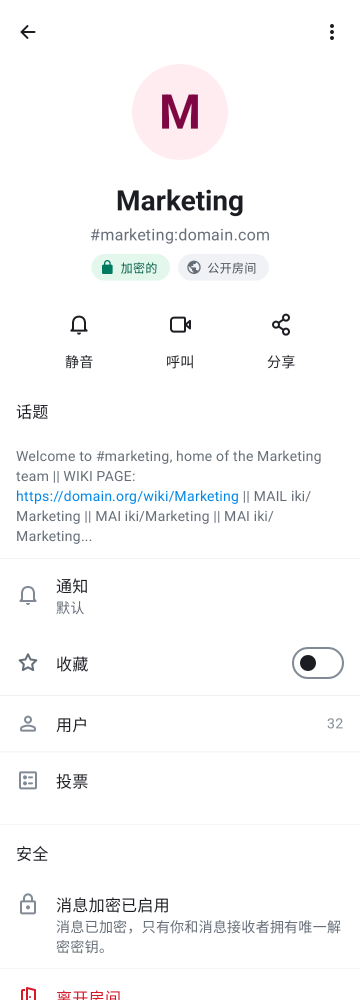 M
Marketing
#marketing:domain.com
加密的 公开房间
静音 呼叫 分享
话题
Welcome to #marketing, home of the Marketing
team || WIKI PAGE:
https://domain.org/wiki/Marketing || MAIL iki/
Marketing || MAI iki/Marketing || MAI iki/
Marketing...
通知
默认
收藏
用户 32
投票
安全
消息加密已启用
消息已加密，只有你和消息接收者拥有唯一解
密密钥。
离开房间